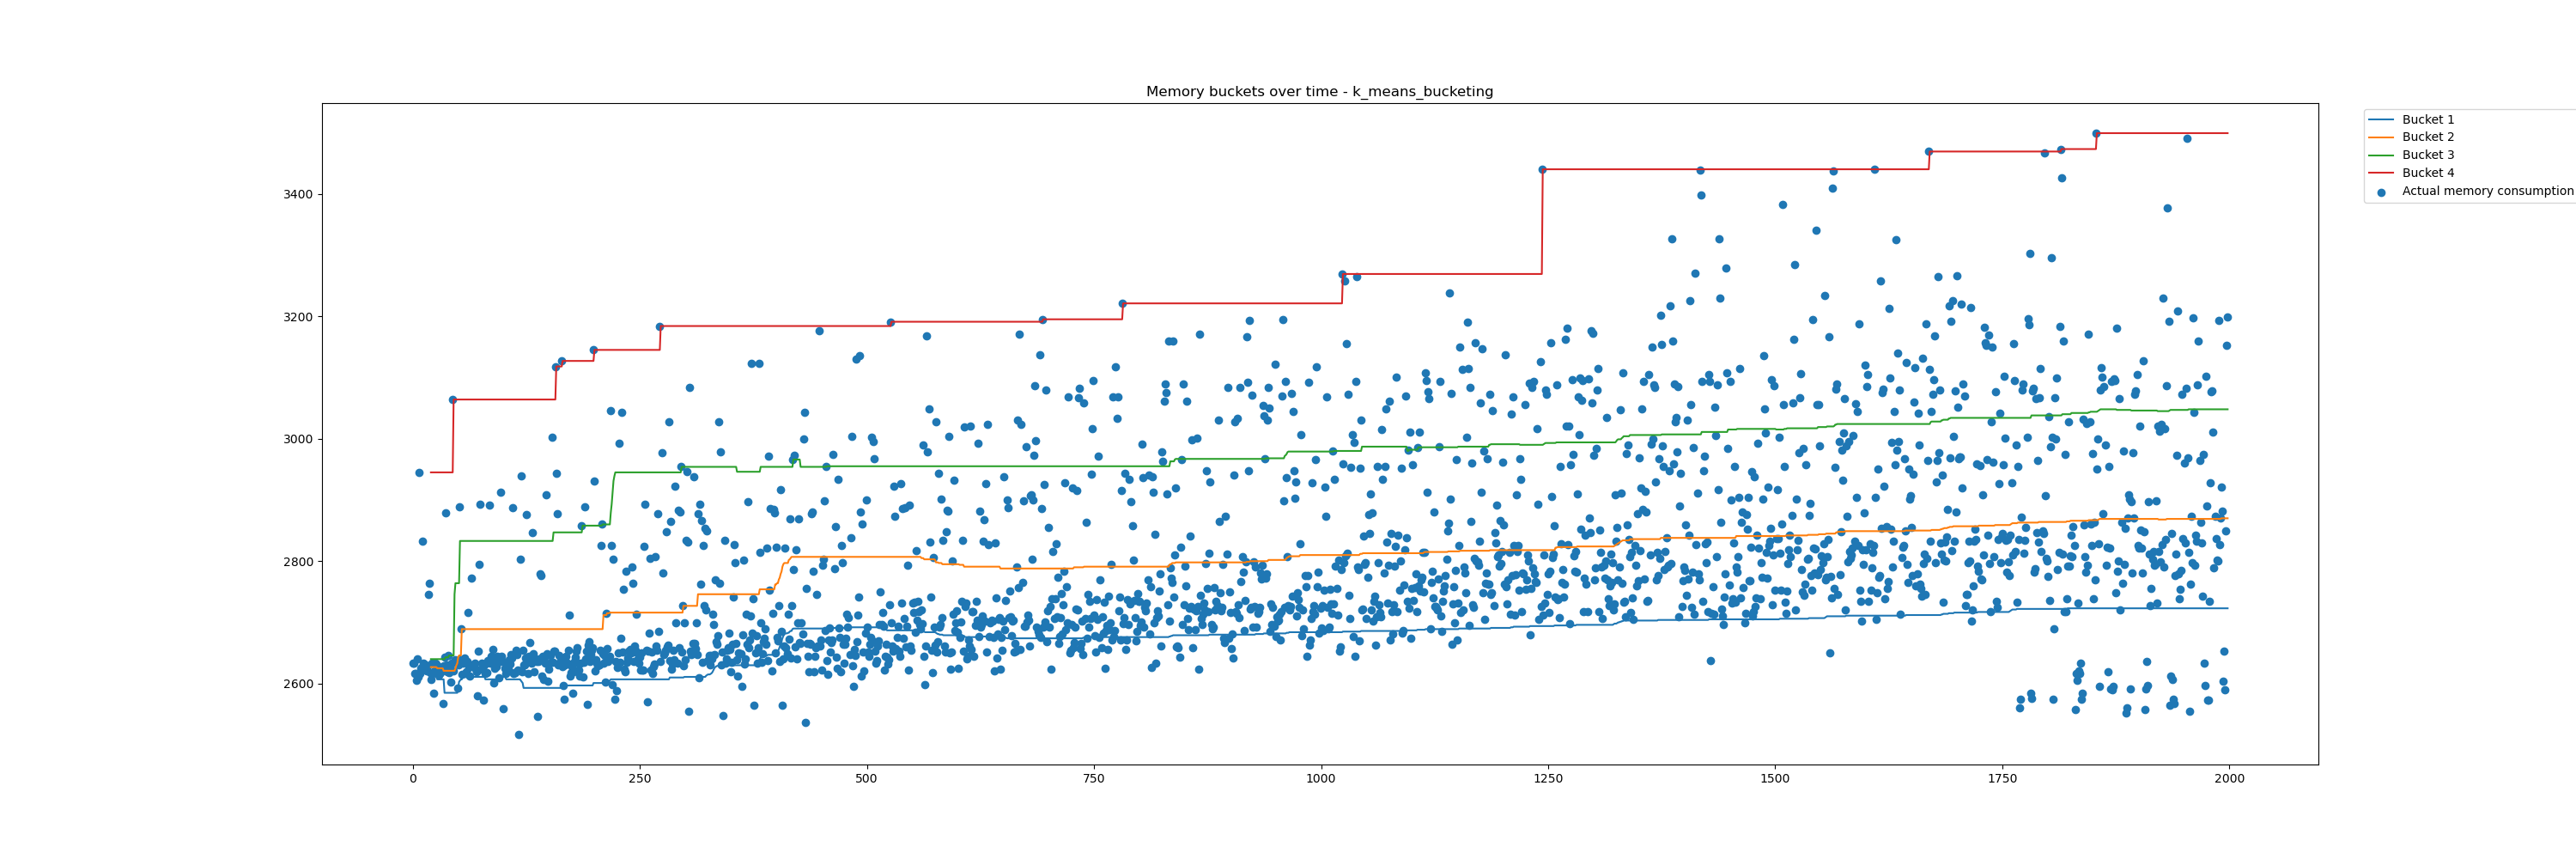 Memory buckets over time - k_means_bucketing
Bucket 1
Bucket 2
Bucket 3
Bucket 4
Actual memory consumption
3400
3200
3000
2800
2600
0
250
500
750
1000
1250
1500
1750
2000